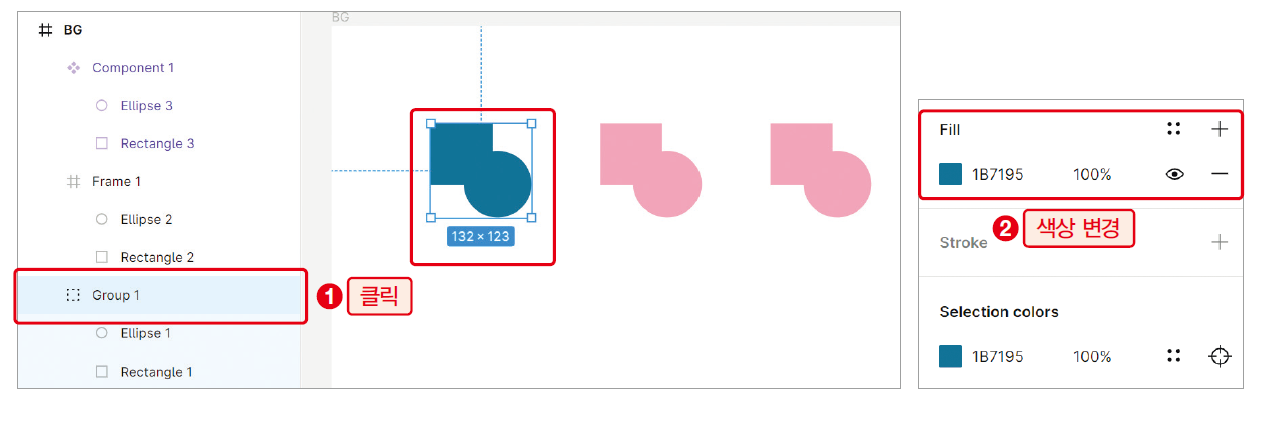 BG
Component 1
Ellipse 3
Rectangle 3
Frame 1
Ellipse 2
Rectangle 2
Group 1
Ellipse 1
Rectangle 1
1 클릭
BG
132 × 123
Fill
1B7195 100%
2 색상 변경
Stroke
Selection colors
1B7195 100%